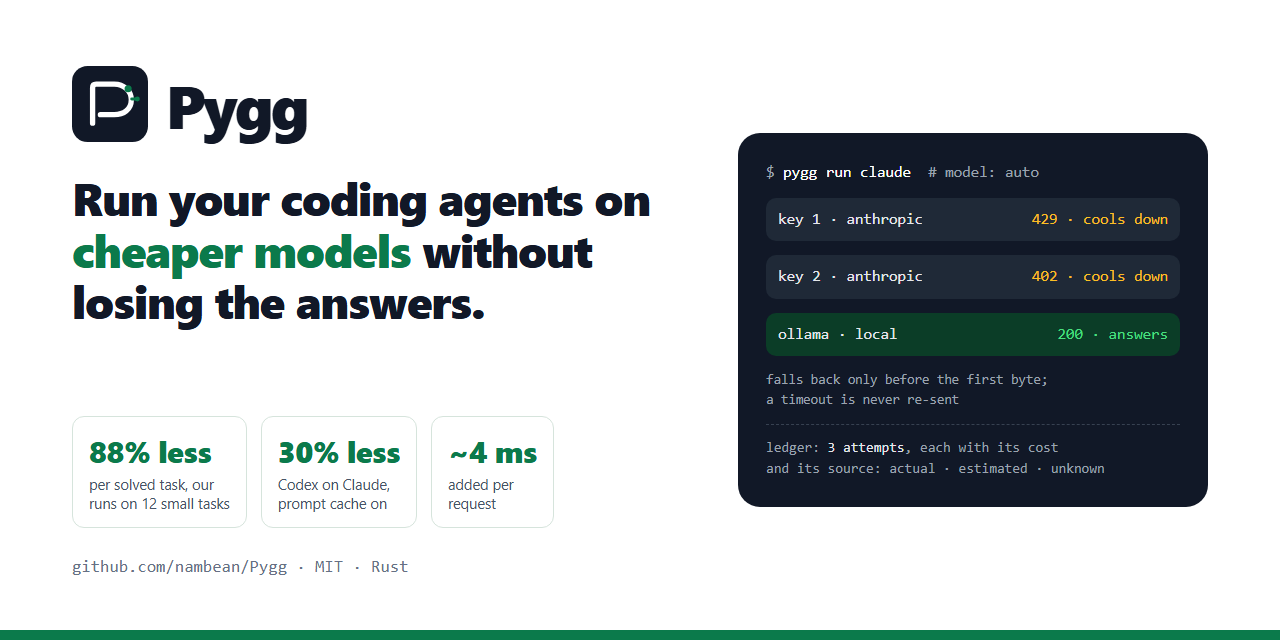 Pygg
Run your coding agents on
cheaper models without
losing the answers.
88% less
per solved task, our
runs on 12 small tasks
30% less
Codex on Claude,
prompt cache on
~4 ms
added per
request
github.com/nambean/Pygg · MIT · Rust
$ pygg run claude # model: auto
key 1 · anthropic 429 · cools down
key 2 · anthropic 402 · cools down
ollama · local 200 · answers
falls back only before the first byte;
a timeout is never re-sent
ledger: 3 attempts, each with its cost
and its source: actual · estimated · unknown